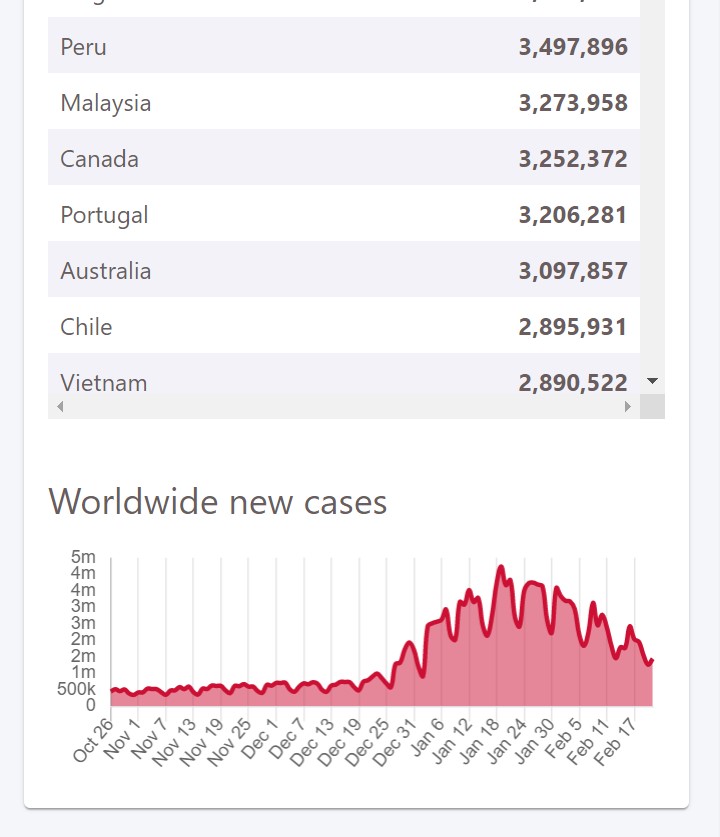 Peru 3,497,896
Malaysia 3,273,958
Canada 3,252,372
Portugal 3,206,281
Australia 3,097,857
Chile 2,895,931
Vietnam 2,890,522
Worldwide new cases
5m
4m
4m
3m
3m
2m
2m
1m
500k
0
Oct 26 Nov 1 Nov 7 Nov 13 Nov 19 Nov 25 Dec 1 Dec 7 Dec 13 Dec 19 Dec 25 Dec 31 Jan 6 Jan 12 Jan 18 Jan 24 Jan 30 Feb 5 Feb 11 Feb 17